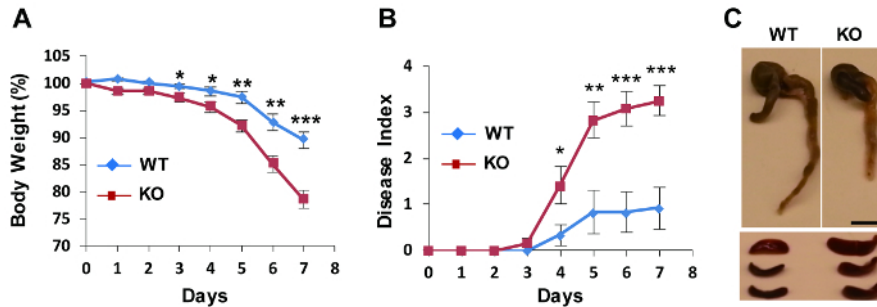 A
Body Weight (%)
105
100
95
90
85
80
75
70
* * ** ** ***
WT
KO
0 1 2 3 4 5 6 7 8
Days
B
Disease Index
4
3
2
1
0
* ** *** ***
WT
KO
0 1 2 3 4 5 6 7 8
Days
C
WT KO